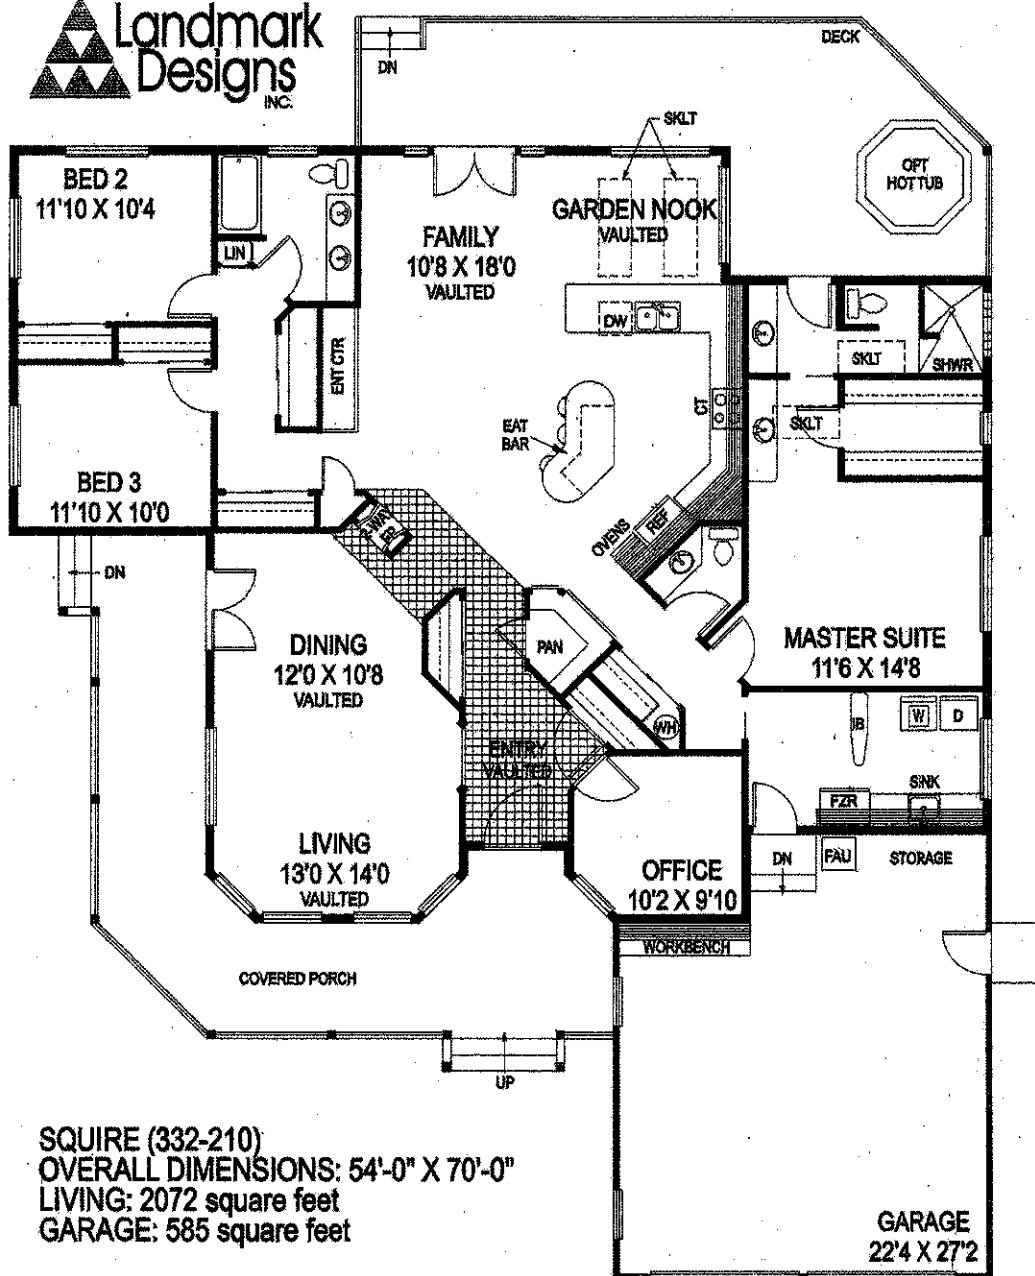 Landmark
Designs
INC.
DN
DECK
SKLT
OPT
HOT TUB
BED 2
11'10 X 10'4
LIN
FAMILY
10'8 X 18'0
VAULTED
GARDEN NOOK
VAULTED
DW
ENT CTR
SKLT
SHWR
CT
SKLT
EAT
BAR
BED 3
11'10 X 10'0
2-WAY
FP
OVENS
REF
DN
DINING
12'0 X 10'8
VAULTED
PAN
MASTER SUITE
11'6 X 14'8
WH
IB
W
D
ENTRY
VAULTED
SINK
FZR
LIVING
13'0 X 14'0
VAULTED
OFFICE
10'2 X 9'10
DN
FAU
STORAGE
WORKBENCH
COVERED PORCH
UP
SQUIRE (332-210)
OVERALL DIMENSIONS: 54'-0" X 70'-0"
LIVING: 2072 square feet
GARAGE: 585 square feet
GARAGE
22'4 X 27'2